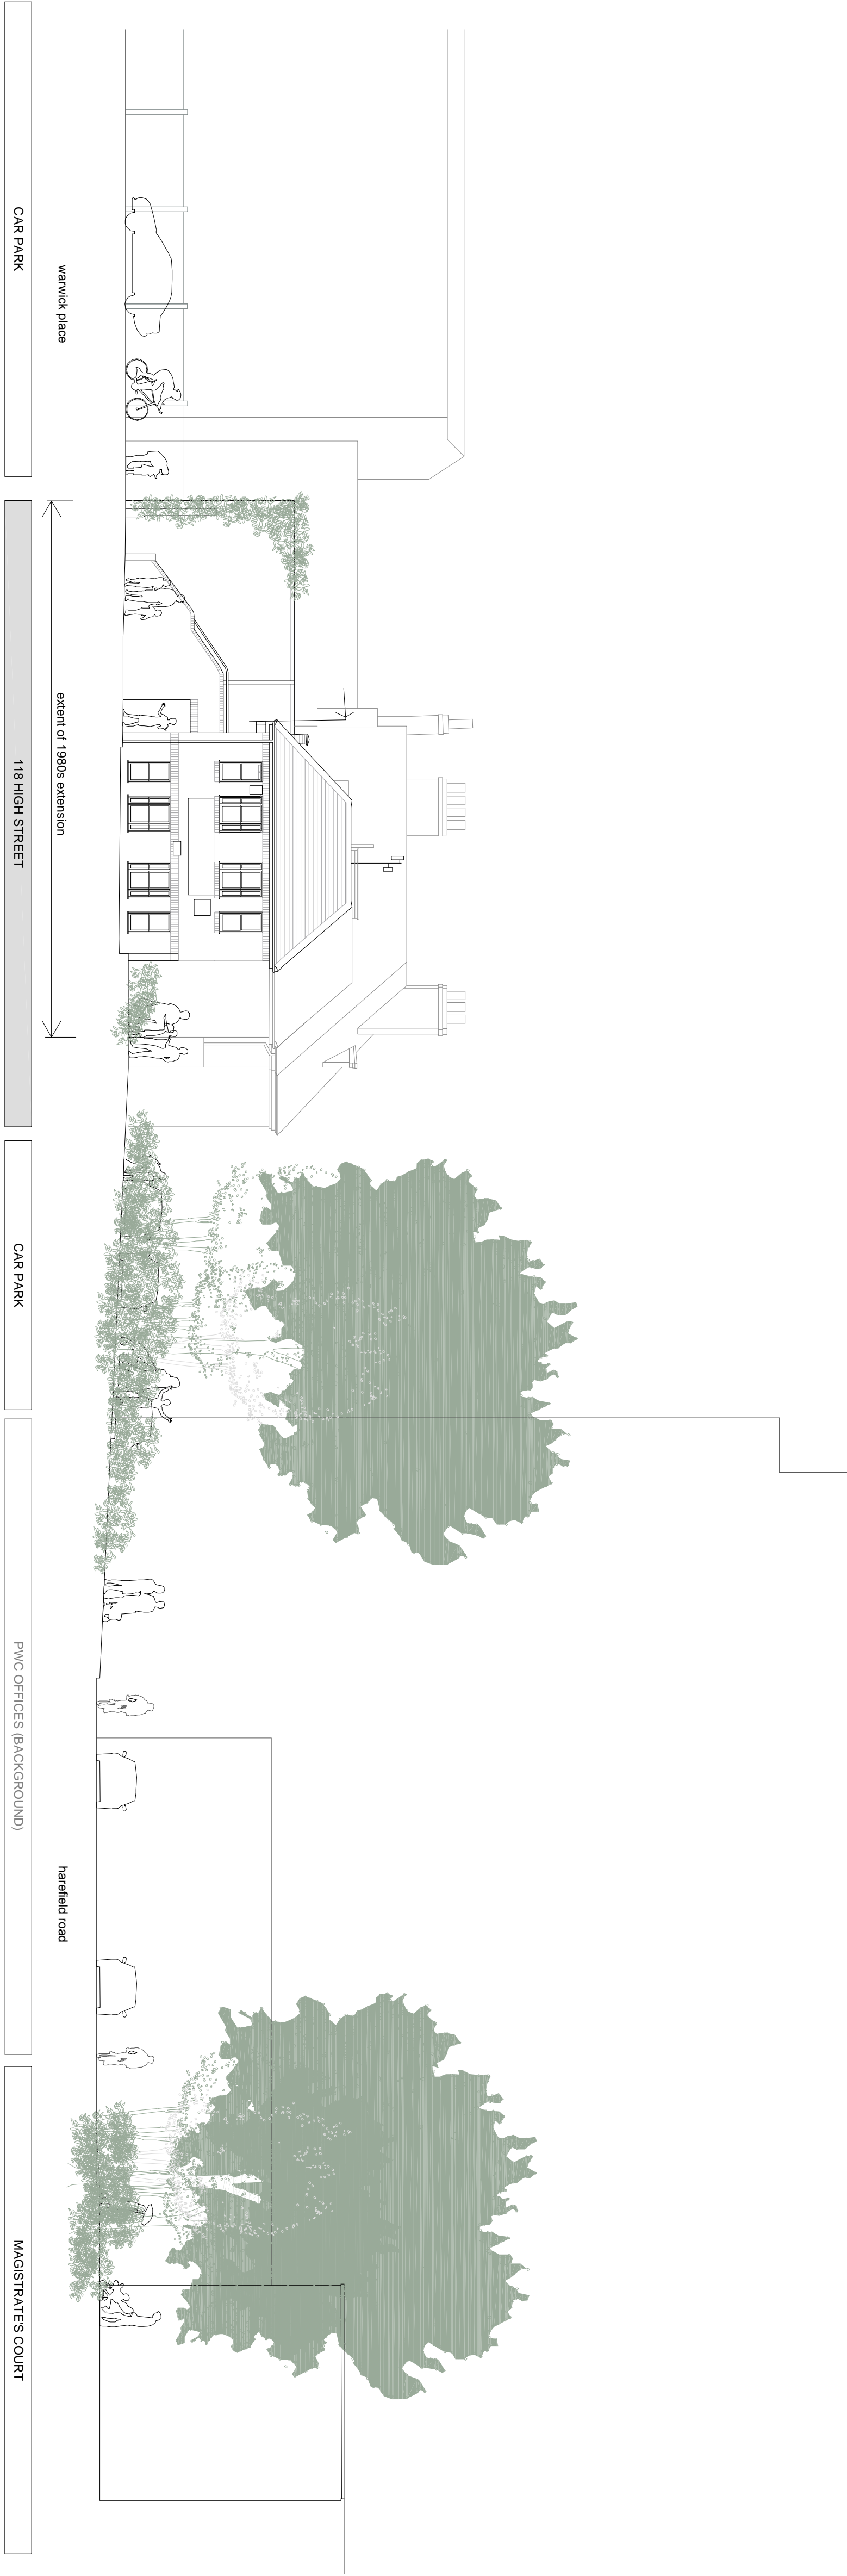 warwick place
extent of 1980s extension
harefield road
CAR PARK
118 HIGH STREET
CAR PARK
PWC OFFICES (BACKGROUND)
MAGISTRATE'S COURT